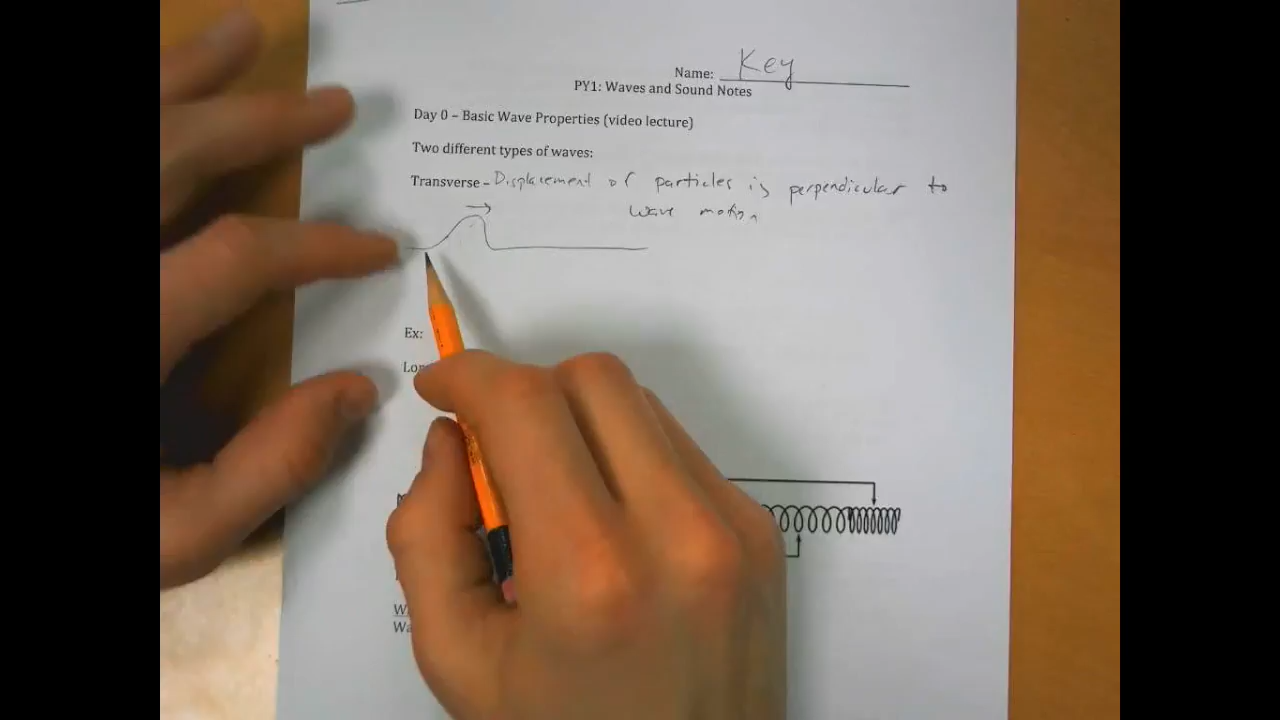 Name: Key
PY1: Waves and Sound Notes
Day 0 – Basic Wave Properties (video lecture)
Two different types of waves:
Transverse – Displacement of particles is perpendicular to
wave motion
Ex: